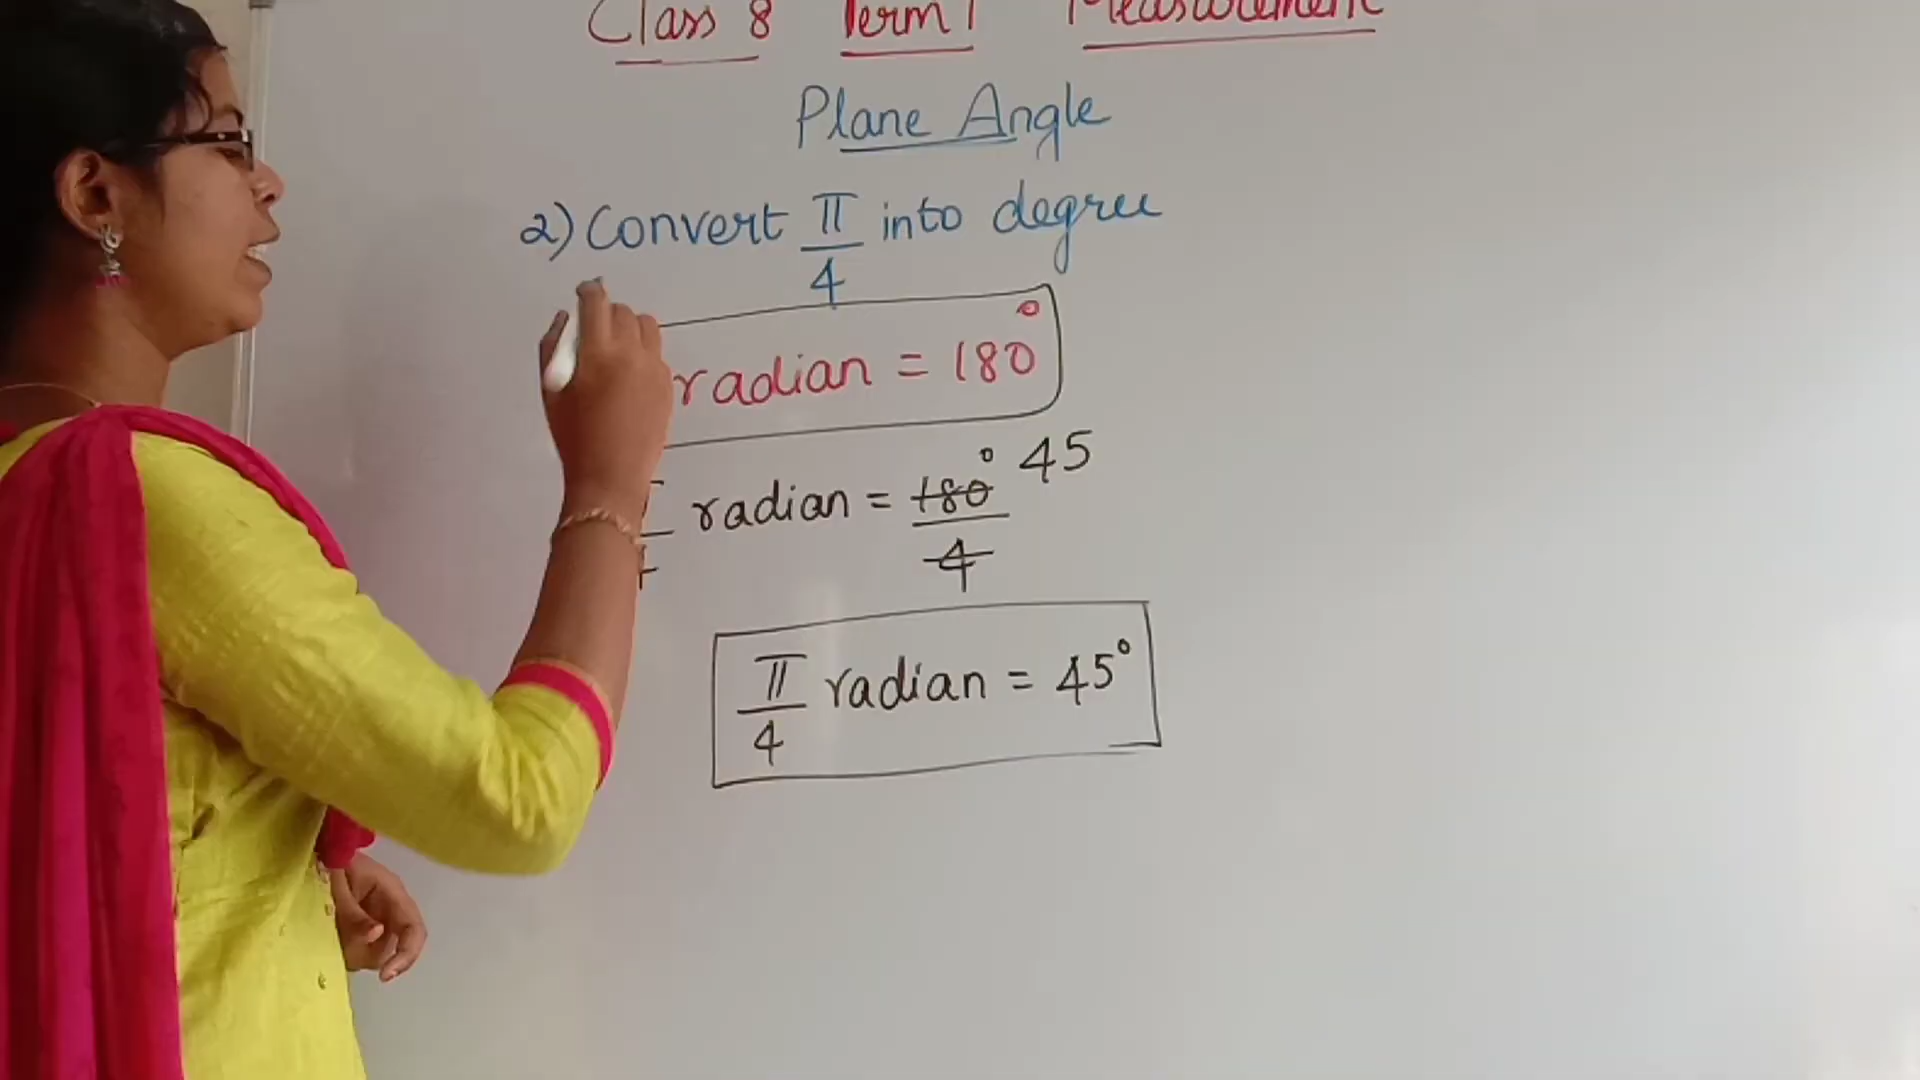 Class 8 Term 1 Measurement
Plane Angle
2) Convert π/4 into degree
radian = 180°
radian = 180°/4 45
π/4 radian = 45°